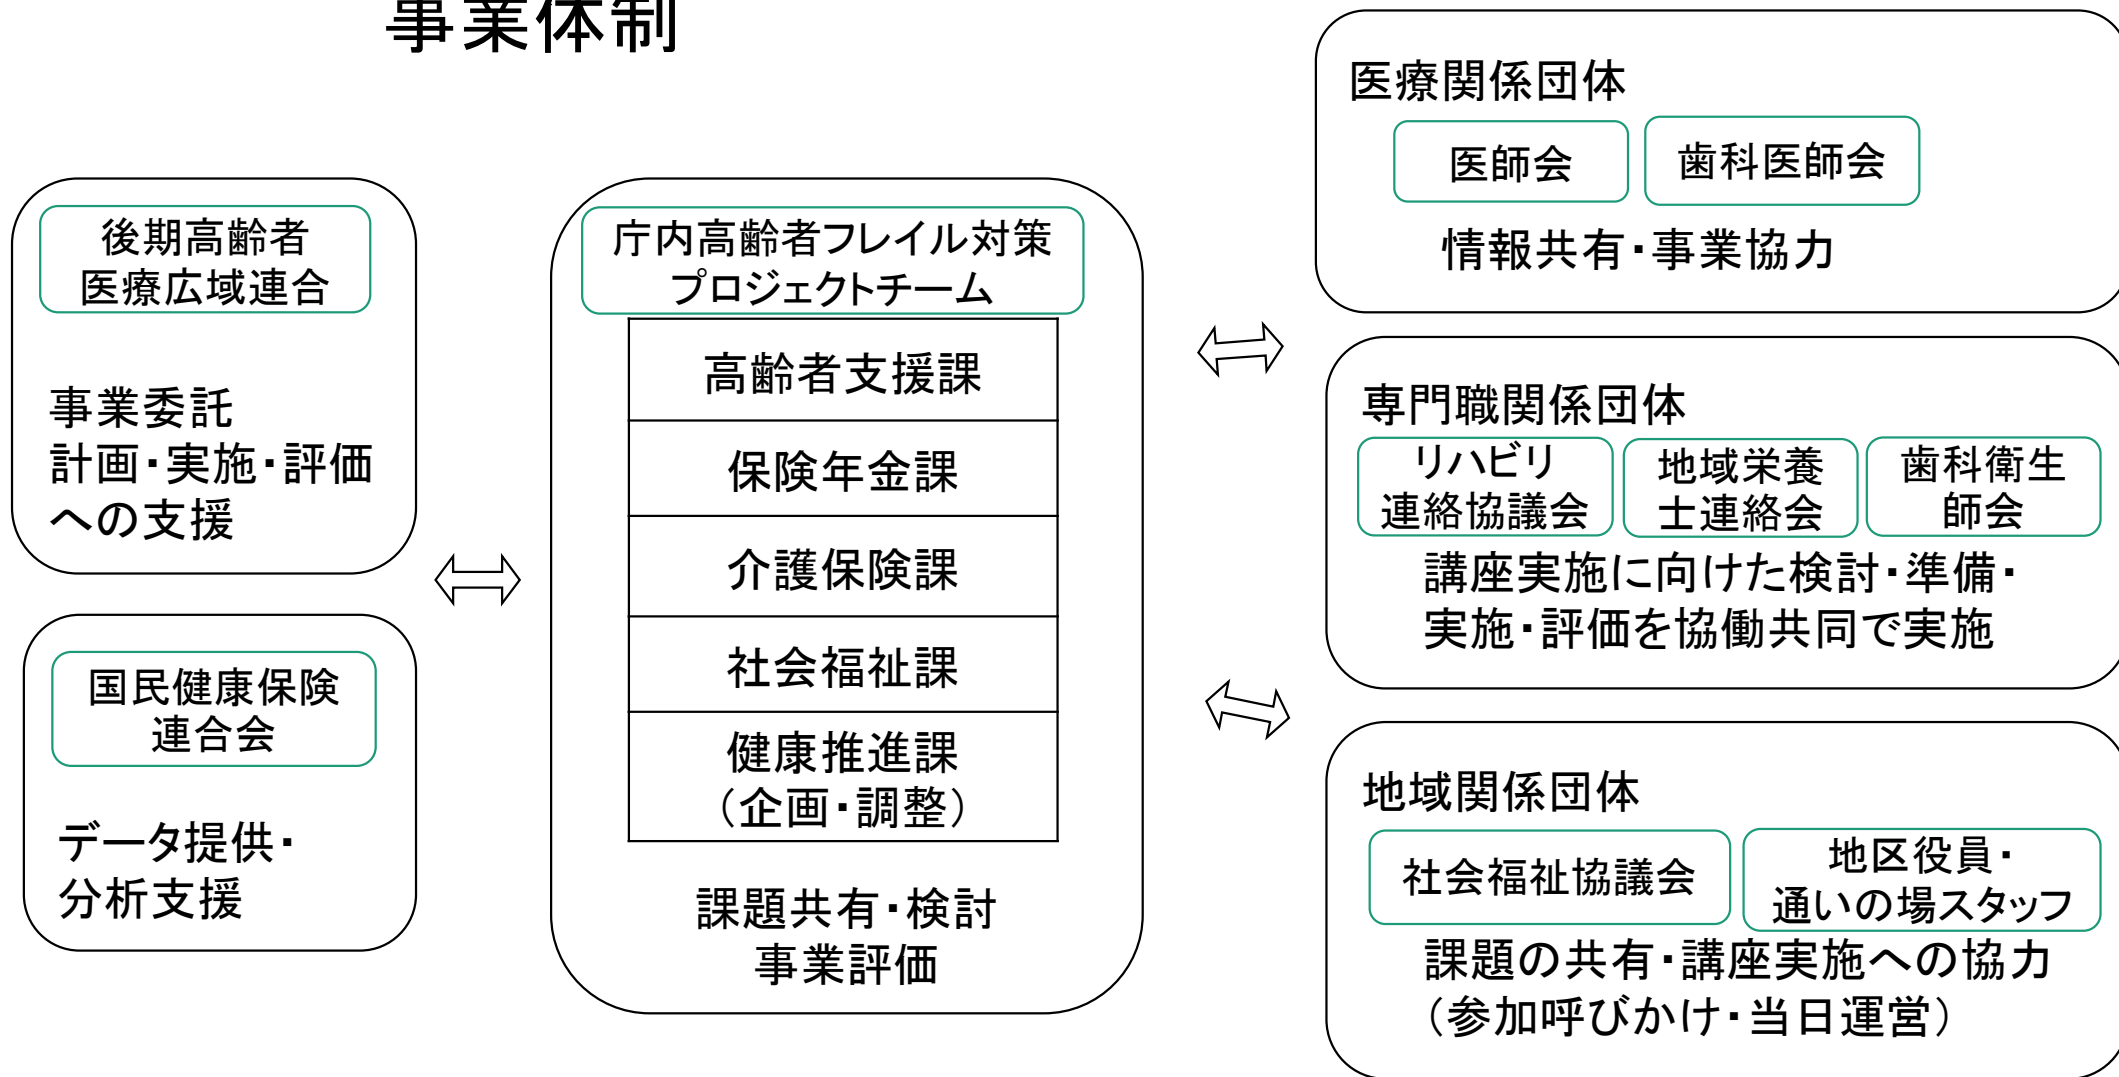 事業体制
後期高齢者
医療広域連合
事業委託
計画・実施・評価
への支援
国民健康保険
連合会
データ提供・
分析支援
庁内高齢者フレイル対策
プロジェクトチーム
高齢者支援課
保険年金課
介護保険課
社会福祉課
健康推進課
（企画・調整）
課題共有・検討
事業評価
医療関係団体
医師会
歯科医師会
情報共有・事業協力
専門職関係団体
リハビリ
連絡協議会
地域栄養
士連絡会
歯科衛生
師会
講座実施に向けた検討・準備・
実施・評価を協働共同で実施
地域関係団体
社会福祉協議会
地区役員・
通いの場スタッフ
課題の共有・講座実施への協力
（参加呼びかけ・当日運営）